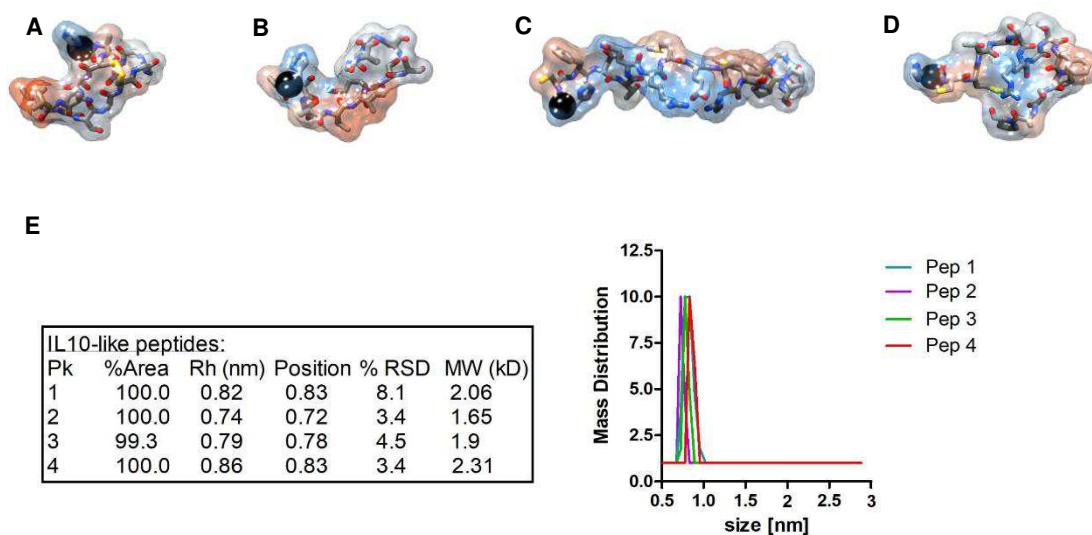 A
B
C
D
E
IL10-like peptides:
Pk %Area Rh (nm) Position % RSD MW (kD)
1 100.0 0.82 0.83 8.1 2.06
2 100.0 0.74 0.72 3.4 1.65
3 99.3 0.79 0.78 4.5 1.9
4 100.0 0.86 0.83 3.4 2.31
Mass Distribution
12.5
10.0
7.5
5.0
2.5
0.0
0.5 1.0 1.5 2 2.5 3
size [nm]
Pep 1
Pep 2
Pep 3
Pep 4